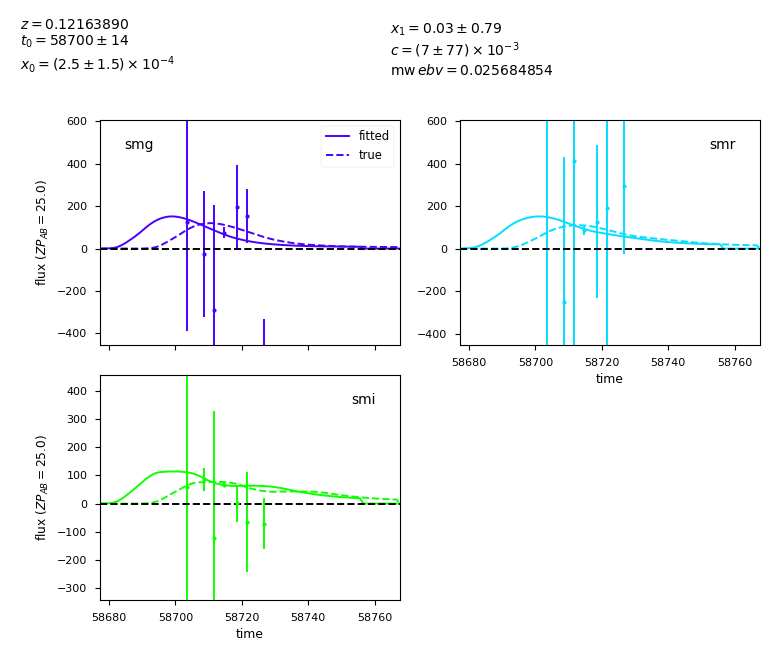 z = 0.12163890
t₀ = 58700 ± 14
x₀ = (2.5 ± 1.5) × 10⁻⁴
x₁ = 0.03 ± 0.79
c = (7 ± 77) × 10⁻³
mw ebv = 0.025684854
smg
fitted
true
600
400
200
0
−200
−400
flux (ZP_AB = 25.0)
smr
600
400
200
0
−200
−400
58680 58700 58720 58740 58760
time
smi
400
300
200
100
0
−100
−200
−300
flux (ZP_AB = 25.0)
58680 58700 58720 58740 58760
time